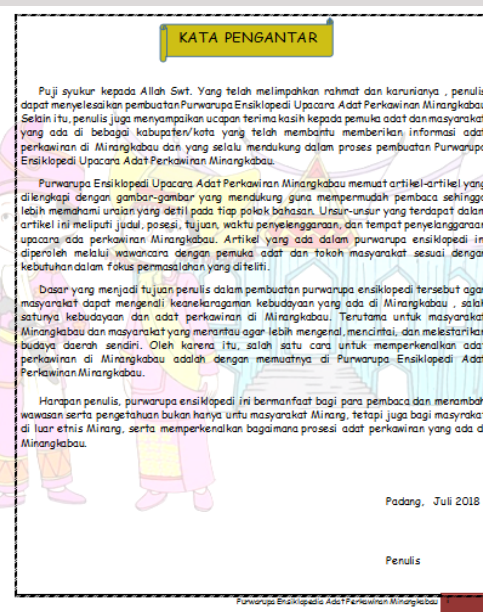 KATA PENGANTAR
Puji syukur kepada Allah Swt. Yang telah melimpahkan rahmat dan karunianya , penulis
dapat menyelesaikan pembuatan Purwarupa Ensiklopedi Upacara Adat Perkawinan Minangkabau
Selain itu, penulis juga menyampaikan ucapan terima kasih kepada pemuka adat dan masyarakat
yang ada di bebagai kabupaten/kota yang telah membantu memberikan informasi adat
perkawinan di Minangkabau dan yang selalu mendukung dalam proses pembuatan Purwarupa
Ensiklopedi Upacara Adat Perkawinan Minangkabau.
Purwarupa Ensiklopedi Upacara Adat Perkawinan Minangkabau memuat artikel-artikel yang
dilengkapi dengan gambar-gambar yang mendukung guna mempermudah pembaca sehingga
lebih memahami uraian yang detil pada tiap pokok bahasan. Unsur-unsur yang terdapat dalam
artikel ini meliputi judul, posesi, tujuan, waktu penyelenggaraan, dan tempat penyelanggaraan
upacara ada perkawinan Minangkabau. Artikel yang ada dalam purwarupa ensiklopedi ini
diperoleh melalui wawancara dengan pemuka adat dan tokoh masyarakat sesuai dengan
kebutuhan dalam fokus permasalahan yang diteliti.
Dasar yang menjadi tujuan penulis dalam pembuatan purwarupa ensiklopedi tersebut agar
masyarakat dapat mengenali keanekaragaman kebudayaan yang ada di Minangkabau , salah
satunya kebudayaan dan adat perkawinan di Minangkabau. Terutama untuk masyarakat
Minangkabau dan masyarakat yang merantau agar lebih mengenal, mencintai, dan melestarikan
budaya daerah sendiri. Oleh karena itu, salah satu cara untuk memperkenalkan adat
perkawinan di Minangkabau adalah dengan memuatnya di Purwarupa Ensiklopedi Adat
Perkawinan Minangkabau.
Harapan penulis, purwarupa ensiklopedi ini bermanfaat bagi para pembaca dan menambah
wawasan serta pengetahuan bukan hanya untu masyarakat Minang, tetapi juga bagi masyrakat
di luar etnis Minang, serta memperkenalkan bagaimana prosesi adat perkawiran yang ada di
Minangkabau.
Padang, Juli 2018
Penulis
Purwarupa Ensiklopedia Adat Perkawinan Minangkabau